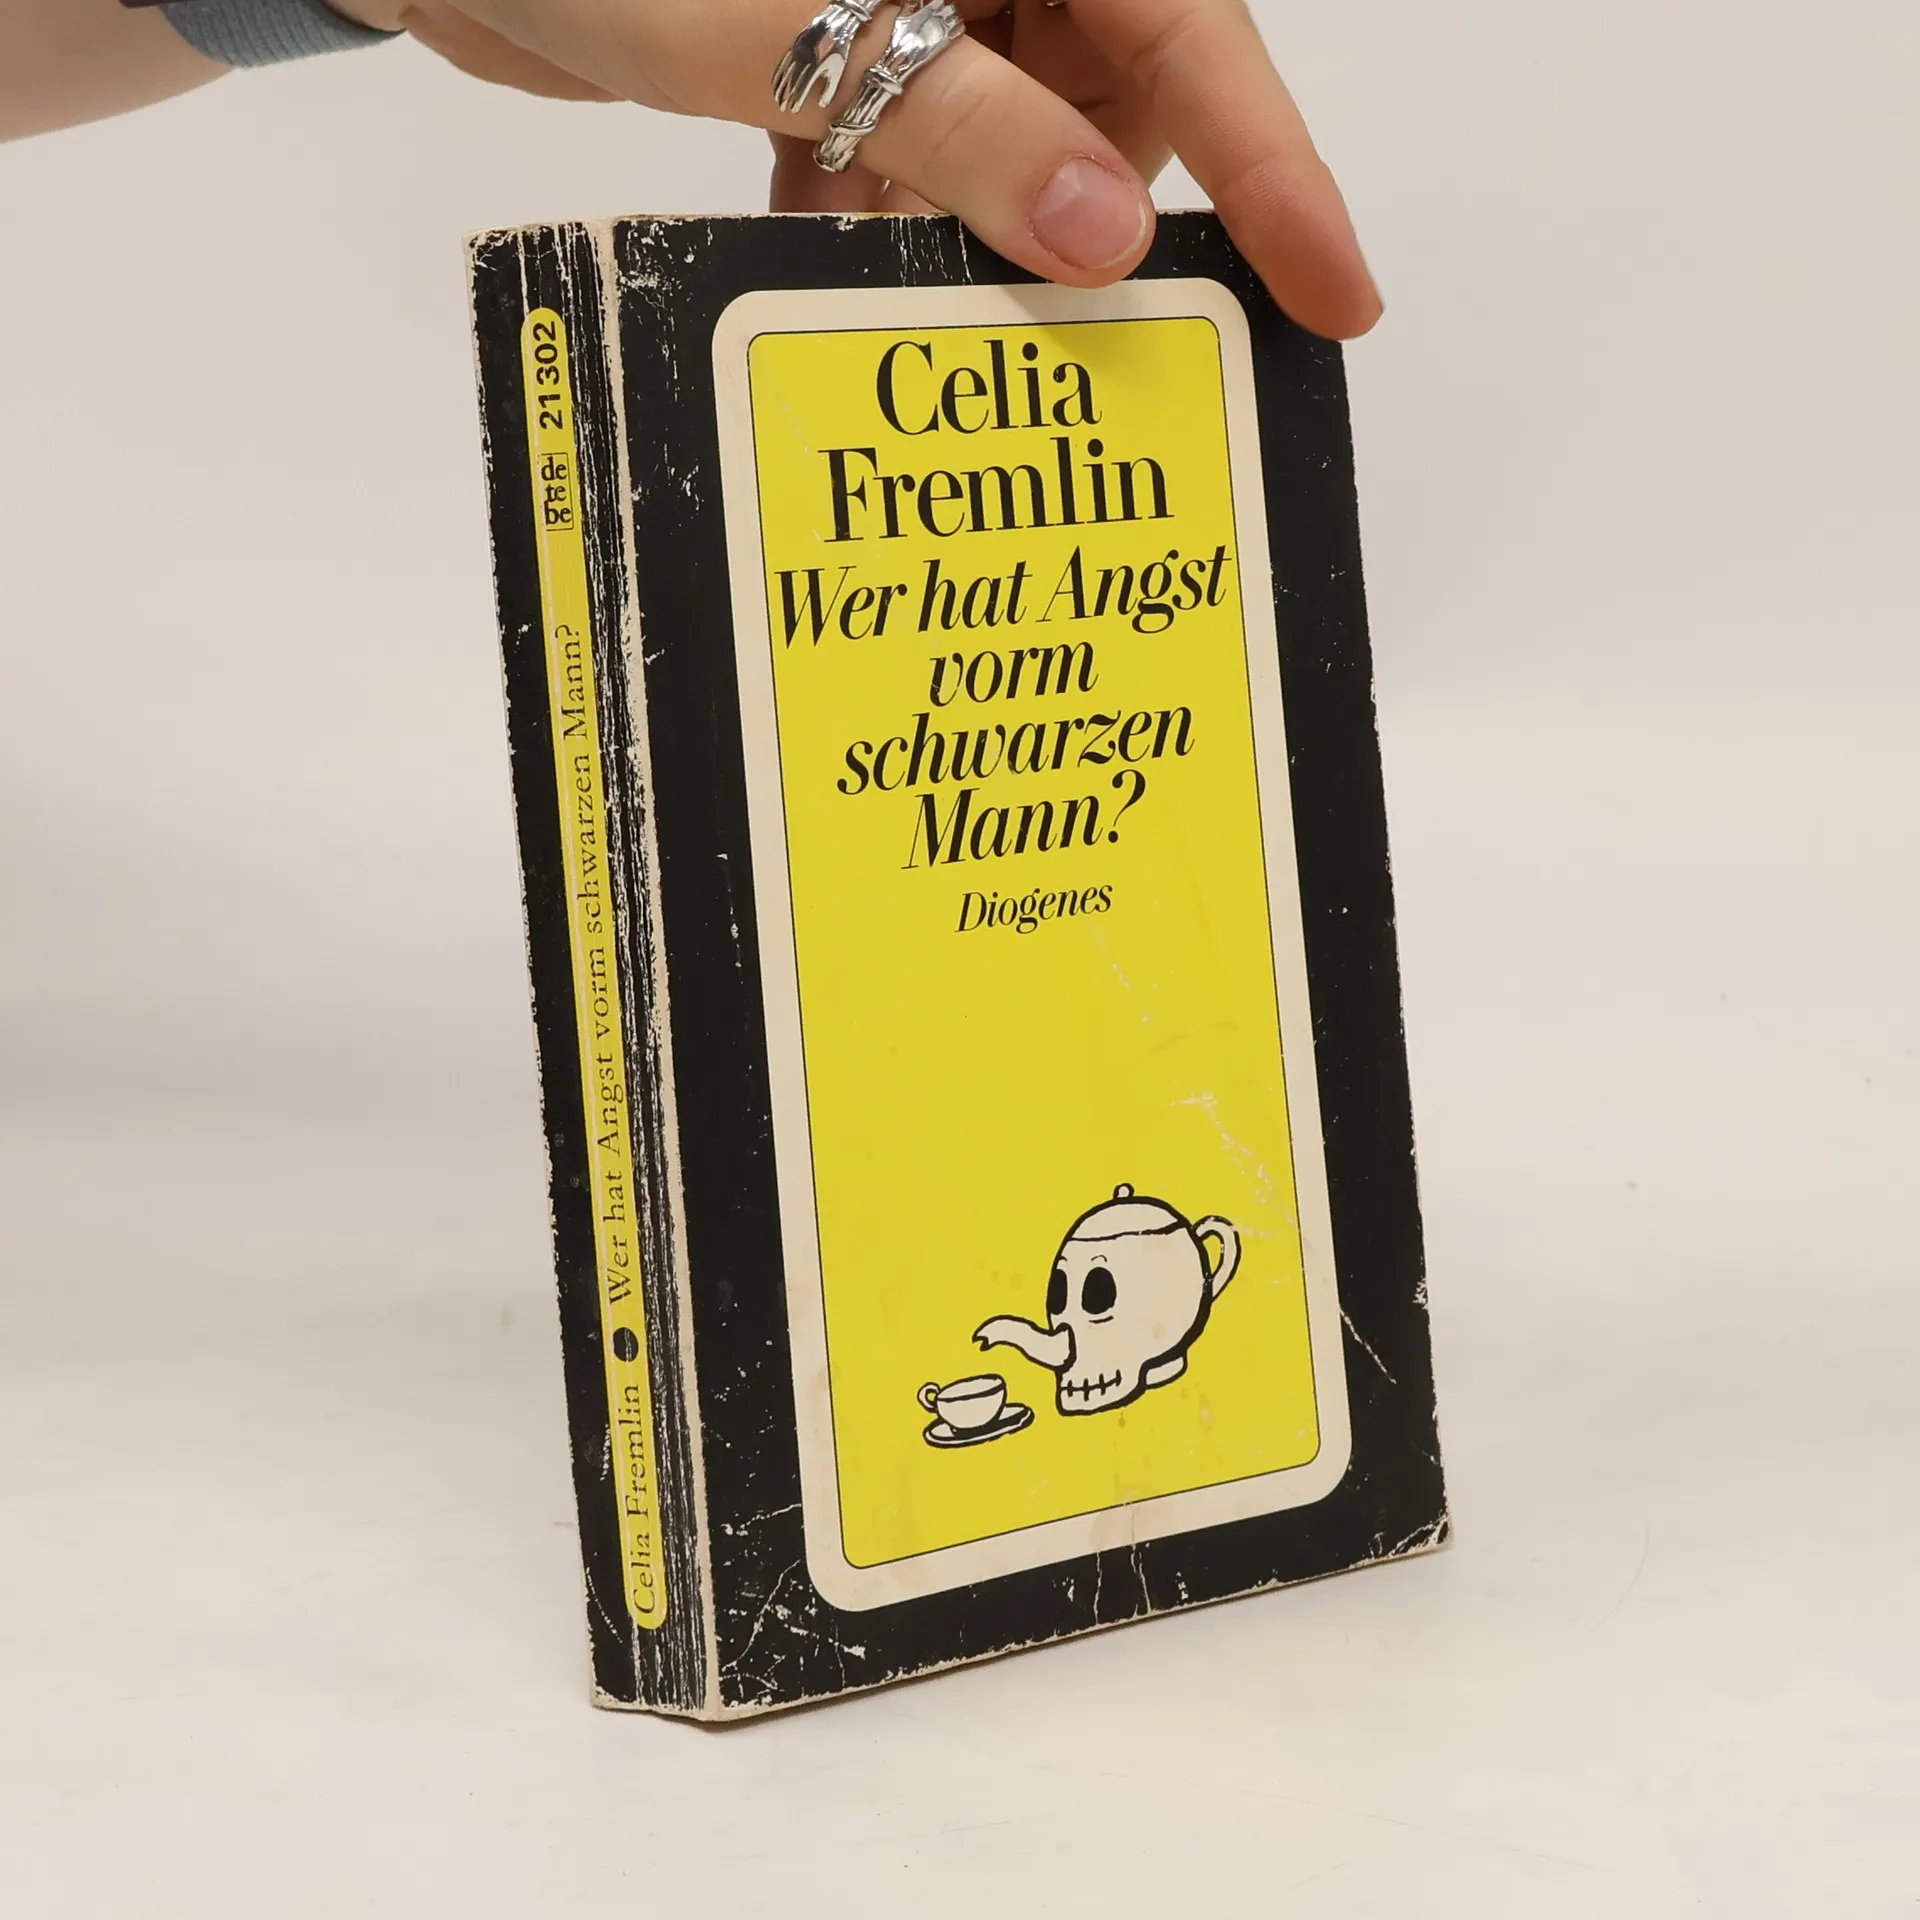 Celia
Fremlin
Wer hat Angst
vorm
schwarzen
Mann?
Diogenes
Celia Fremlin ● Wer hat Angst vorm schwarzen Mann?
de
te
be
21302